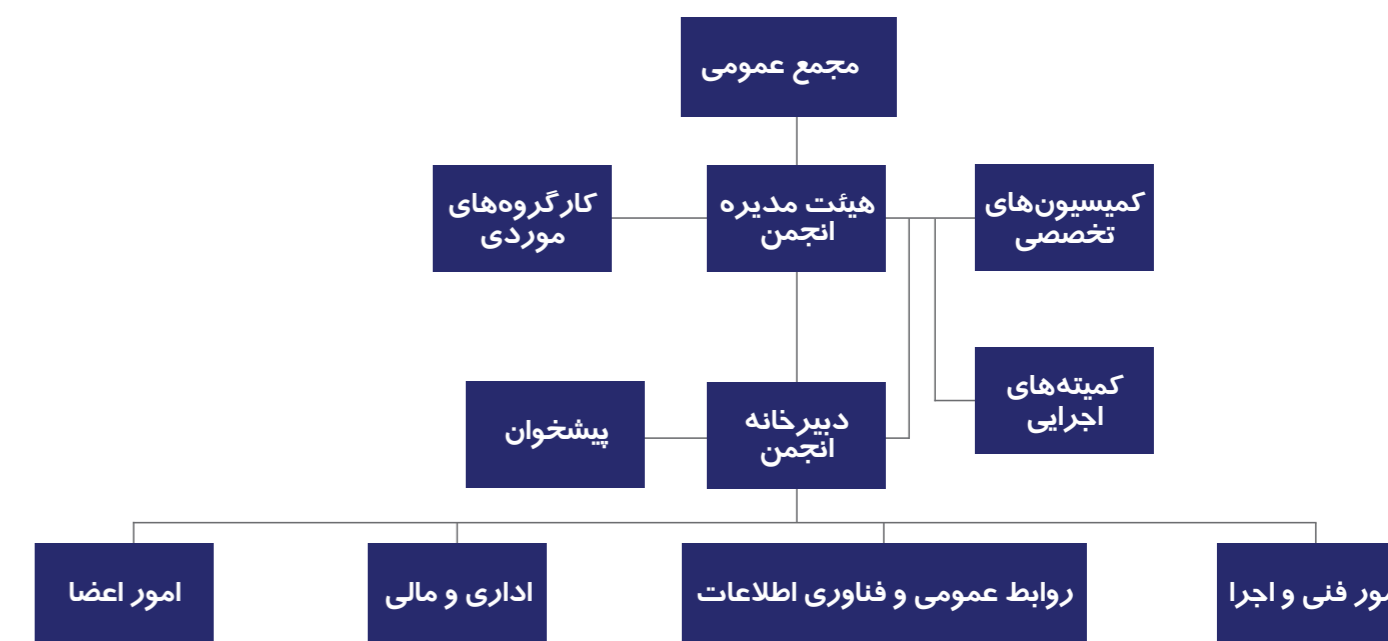 مجمع عمومی
کمیسیون‌های
تخصصی
هیئت مدیره
انجمن
کارگروه‌های
موردی
کمیته‌های
اجرایی
دبیرخانه
انجمن
پیشخوان
فنی و اجرا
روابط عمومی و فناوری اطلاعات
اداری و مالی
امور اعضا